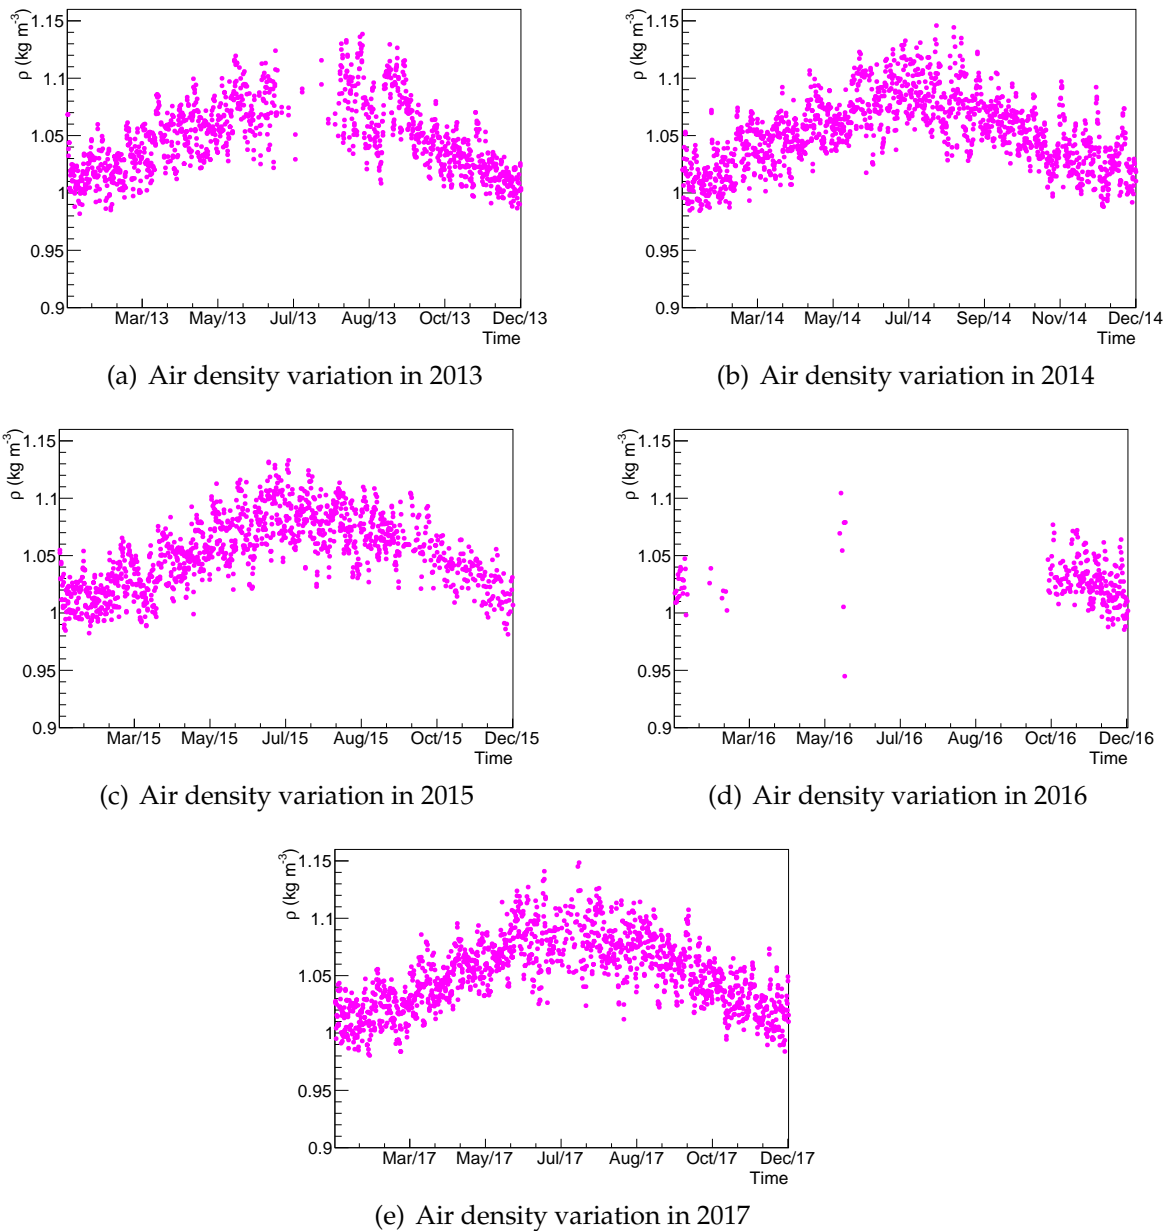 ρ (kg m-3)
1.15
1.1
1.05
1
0.95
0.9
Mar/13 May/13 Jul/13 Aug/13 Oct/13 Dec/13
Time
(a) Air density variation in 2013
ρ (kg m-3)
1.15
1.1
1.05
1
0.95
0.9
Mar/14 May/14 Jul/14 Sep/14 Nov/14 Dec/14
Time
(b) Air density variation in 2014
ρ (kg m-3)
1.15
1.1
1.05
1
0.95
0.9
Mar/15 May/15 Jul/15 Aug/15 Oct/15 Dec/15
Time
(c) Air density variation in 2015
ρ (kg m-3)
1.15
1.1
1.05
1
0.95
0.9
Mar/16 May/16 Jul/16 Aug/16 Oct/16 Dec/16
Time
(d) Air density variation in 2016
ρ (kg m-3)
1.15
1.1
1.05
1
0.95
0.9
Mar/17 May/17 Jul/17 Aug/17 Oct/17 Dec/17
Time
(e) Air density variation in 2017